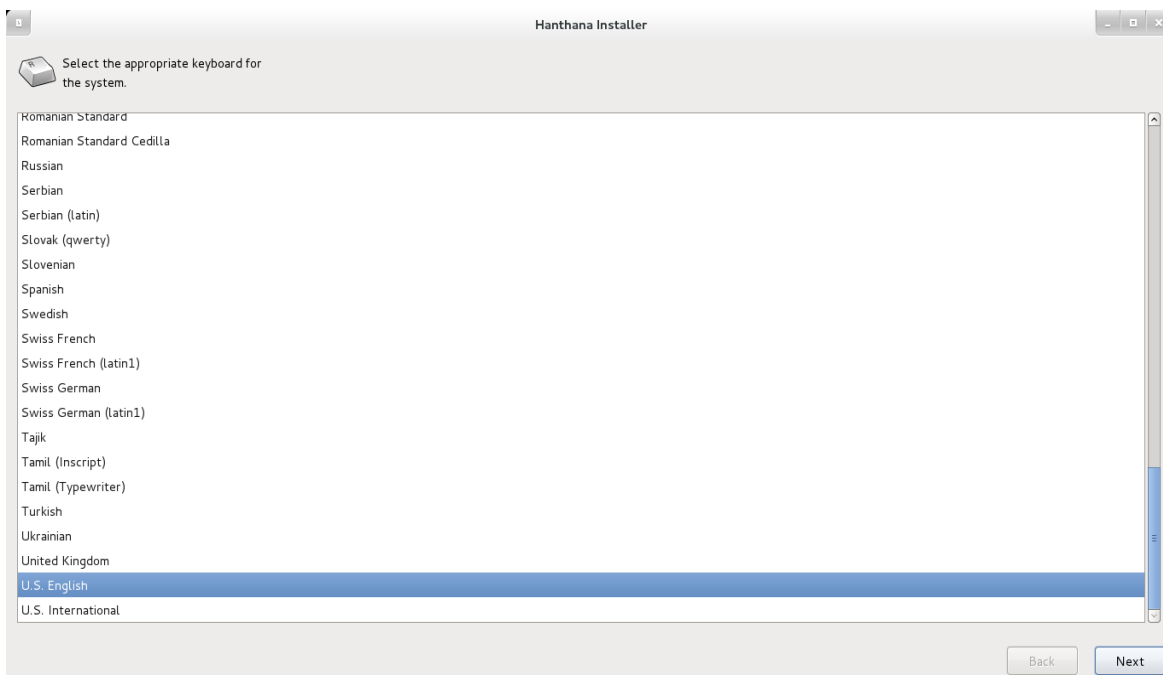 Hanthana Installer
Select the appropriate keyboard for
the system.
Romanian Standard
Romanian Standard Cedilla
Russian
Serbian
Serbian (latin)
Slovak (qwerty)
Slovenian
Spanish
Swedish
Swiss French
Swiss French (latin1)
Swiss German
Swiss German (latin1)
Tajik
Tamil (Inscript)
Tamil (Typewriter)
Turkish
Ukrainian
United Kingdom
U.S. English
U.S. International
Back
Next